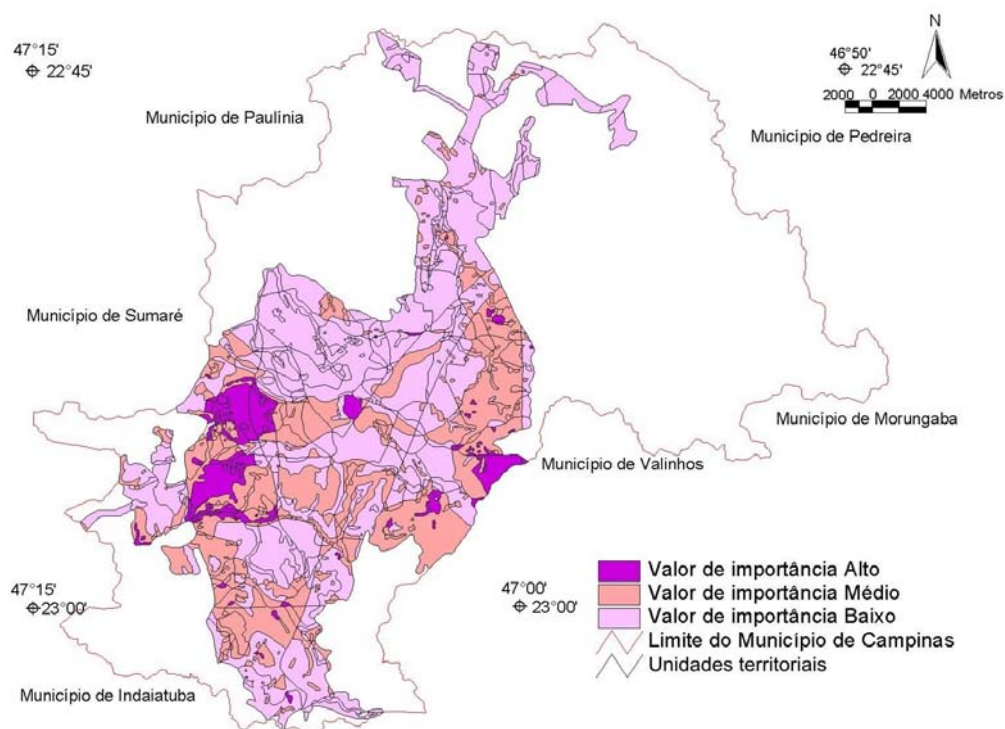 N
47°15'
22°45'
46°50'
22°45'
2000 0 2000 4000 Metros
Município de Paulínia
Município de Pedreira
Município de Sumaré
Município de Morungaba
Município de Valinhos
47°15'
23°00'
47°00'
23°00'
Valor de importância Alto
Valor de importância Médio
Valor de importância Baixo
Limite do Município de Campinas
Unidades territoriais
Município de Indaiatuba